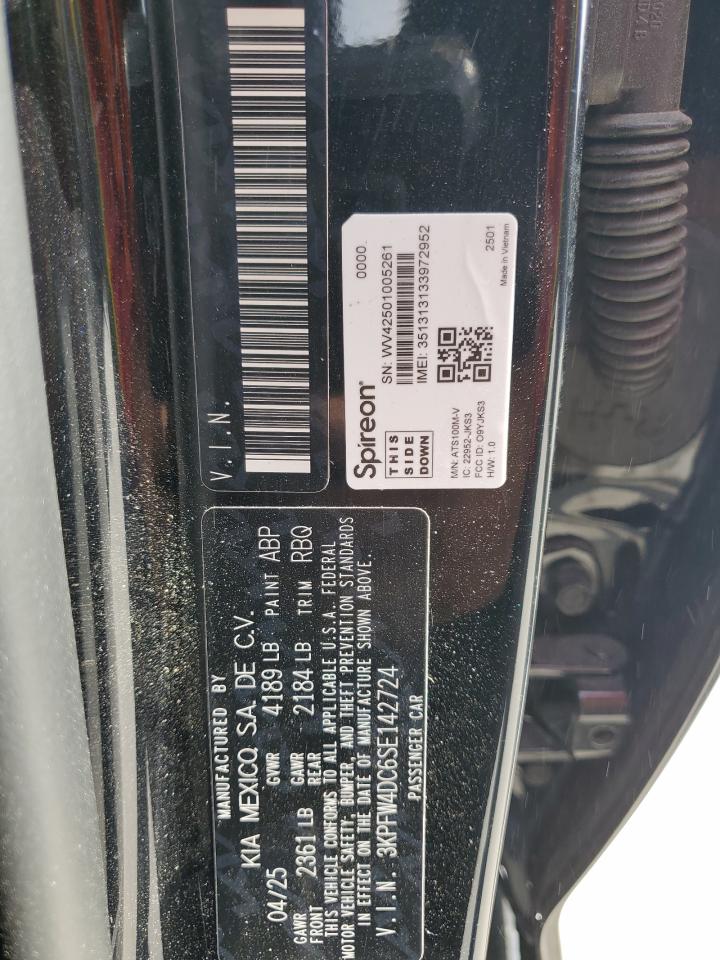 V.I.N.
Spireon
THIS
SIDE
DOWN
0000.
SN: WV42501005261
IMEI: 351313133972952
M/N: ATS100M-V
IC: 22952-JKS3
FCC ID: O9YJKS3
H/W: 1.0
2501
Made in Vietnam
MANUFACTURED BY
KIA MEXICO, S.A. DE C.V.
04/25 GVWR 4189 LB PAINT ABP
GAWR FRONT 2361 LB GAWR REAR 2184 LB TRIM RBQ
THIS VEHICLE CONFORMS TO ALL APPLICABLE U.S.A. FEDERAL
MOTOR VEHICLE SAFETY, BUMPER, AND THEFT PREVENTION STANDARDS
IN EFFECT ON THE DATE OF MANUFACTURE SHOWN ABOVE.
V.I.N. 3KPFW4DC6SE142724
PASSENGER CAR